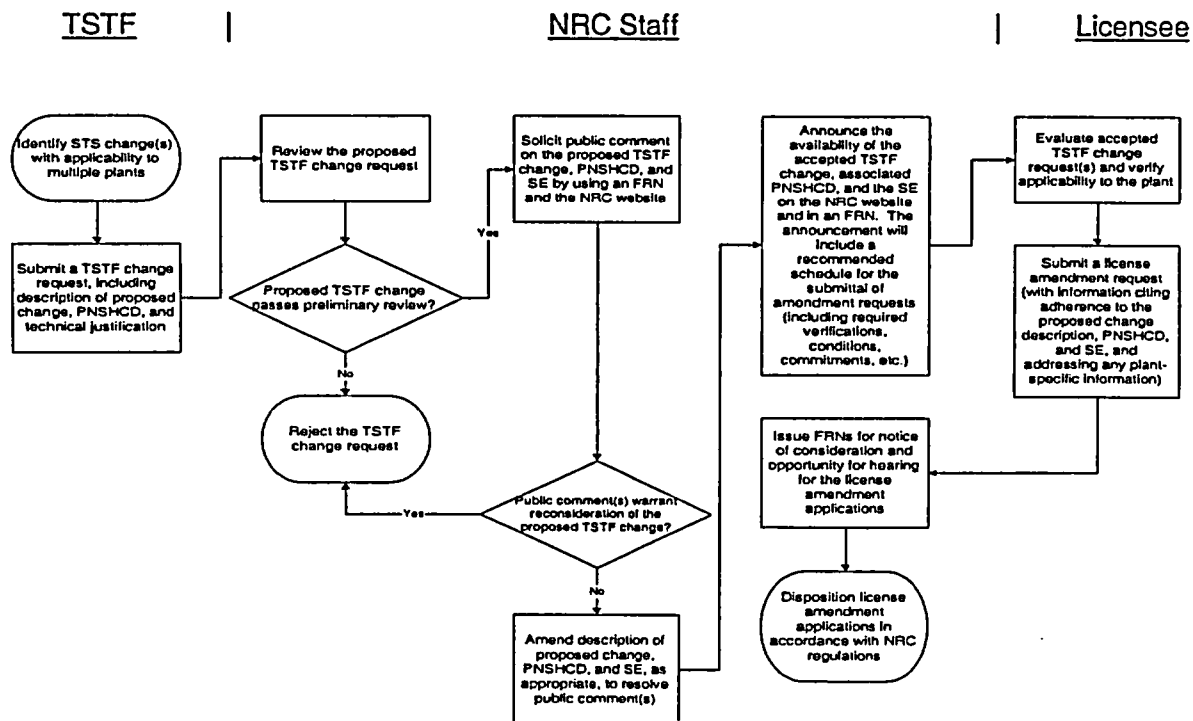 TSTF
NRC Staff
Licensee
Identify STS change(s)
with applicability to
multiple plants
Submit a TSTF change
request, including
description of proposed
change, PNSHCD, and
technical justification
Review the proposed
TSTF change request
Proposed TSTF change
passes preliminary review?
Yes
No
Reject the TSTF
change request
Solicit public comment
on the proposed TSTF
change, PNSHCD, and
SE by using an FRN
and the NRC website
Public comment(s) warrant
reconsideration of the
proposed TSTF change?
Yes
No
Amend description of
proposed change,
PNSHCD, and SE, as
appropriate, to resolve
public comment(s)
Announce the
availability of the
accepted TSTF
change, associated
PNSHCD, and the SE
on the NRC website
and in an FRN. The
announcement will
include a
recommended
schedule for the
submittal of
amendment requests
(including required
verifications,
conditions,
commitments, etc.)
Evaluate accepted
TSTF change
request(s) and verify
applicability to the plant
Submit a license
amendment request
(with information citing
adherence to the
proposed change
description, PNSHCD,
and SE, and
addressing any plant-
specific information)
Issue FRNs for notice
of consideration and
opportunity for hearing
for the license
amendment
applications
Disposition license
amendment
applications in
accordance with NRC
regulations